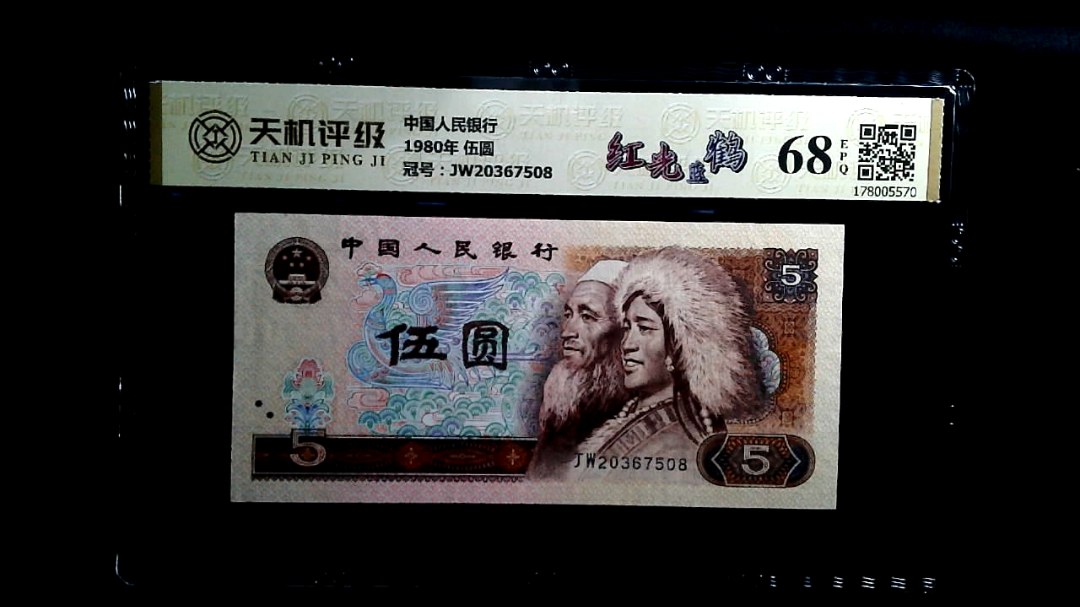 天机评级
TIAN JI PING JI
中国人民银行
1980年 伍圆
冠号：JW20367508
红光蓝鹤
68
EPQ
178005570
中国人民银行
5
伍圆
5
JW20367508
5